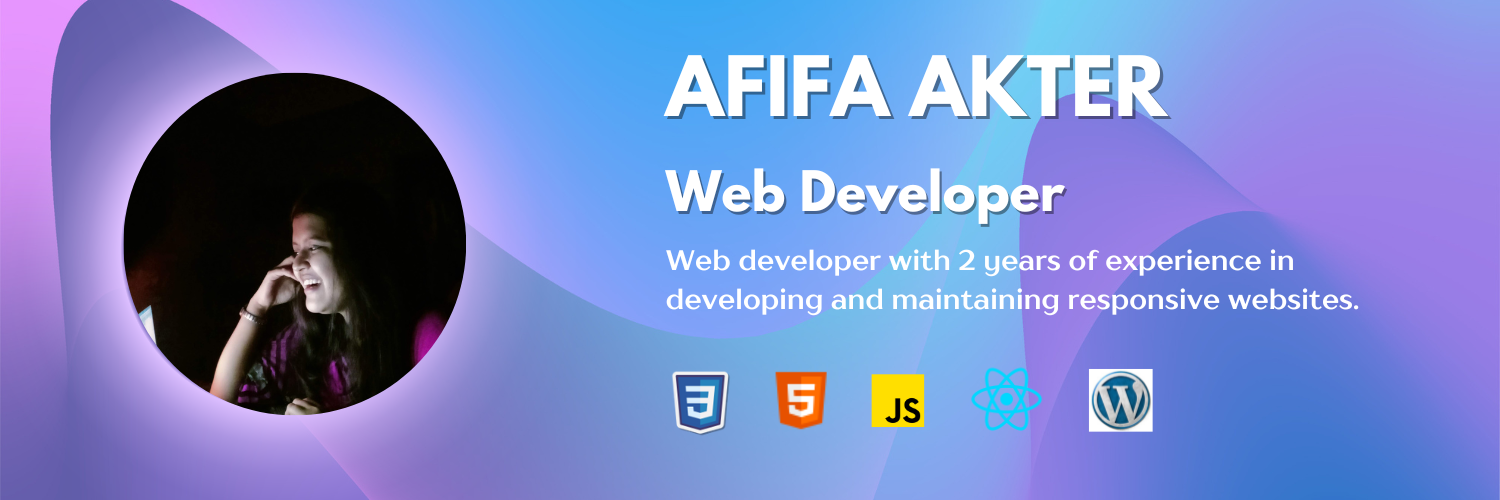 AFIFA AKTER
Web Developer
Web developer with 2 years of experience in
developing and maintaining responsive websites.
3 5 JS W